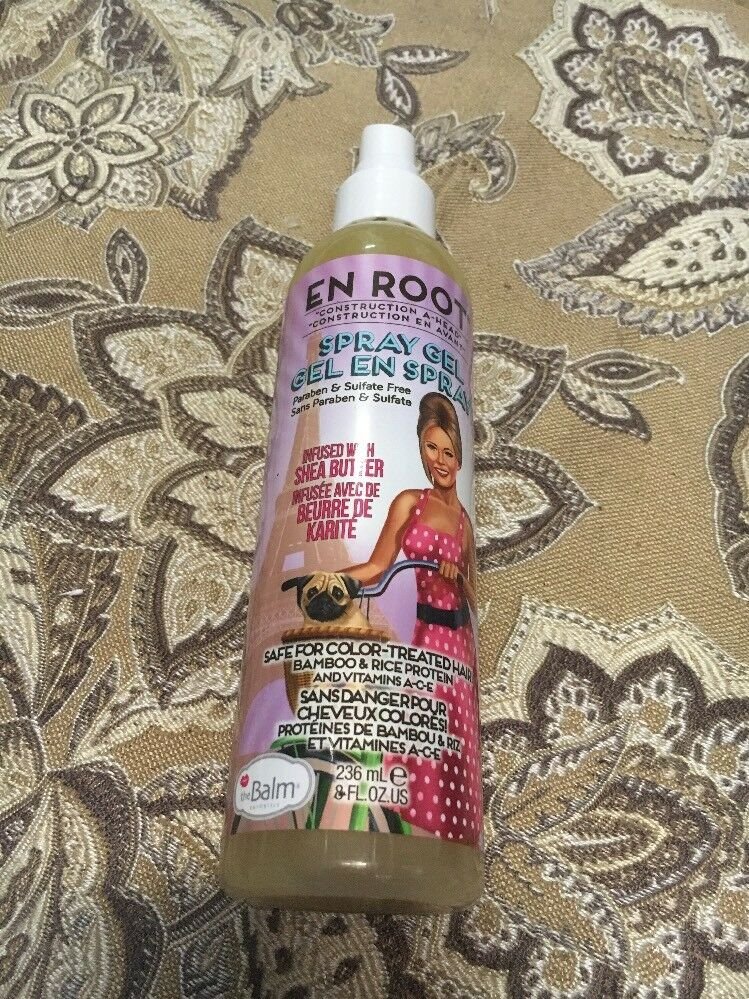 EN ROOT
"CONSTRUCTION A-HEAD"
"CONSTRUCTION EN AVANT"
SPRAY GEL
GEL EN SPRAY
Paraben & Sulfate Free
Sans Paraben & Sulfate
INFUSED WITH
SHEA BUTTER
INFUSÉE AVEC DE
BEURRE DE
KARITÉ
SAFE FOR COLOR-TREATED HAIR
BAMBOO & RICE PROTEIN
AND VITAMINS A-C-E
SANS DANGER POUR
CHEVEUX COLORÉS!
PROTÉINES DE BAMBOU & RIZ
ET VITAMINES A-C-E
236 mL e
8 FL.OZ.US
theBalm®
cosmetics